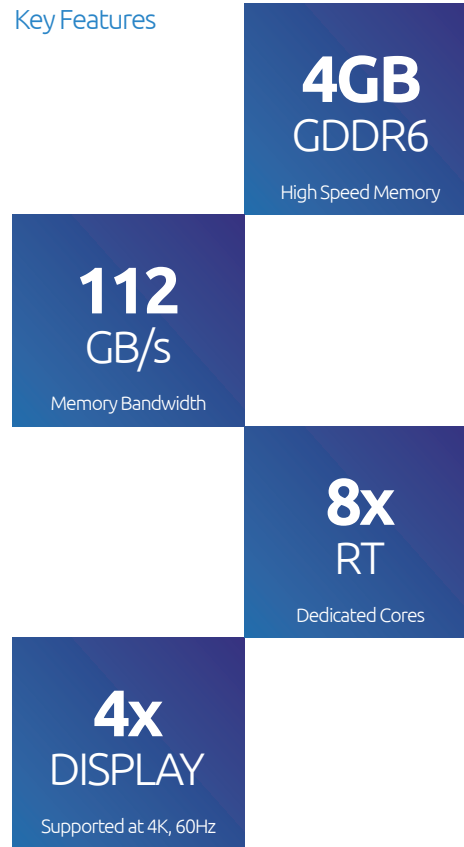 Key Features
4GB
GDDR6
High Speed Memory
112
GB/s
Memory Bandwidth
8x
RT
Dedicated Cores
4x
DISPLAY
Supported at 4K, 60Hz